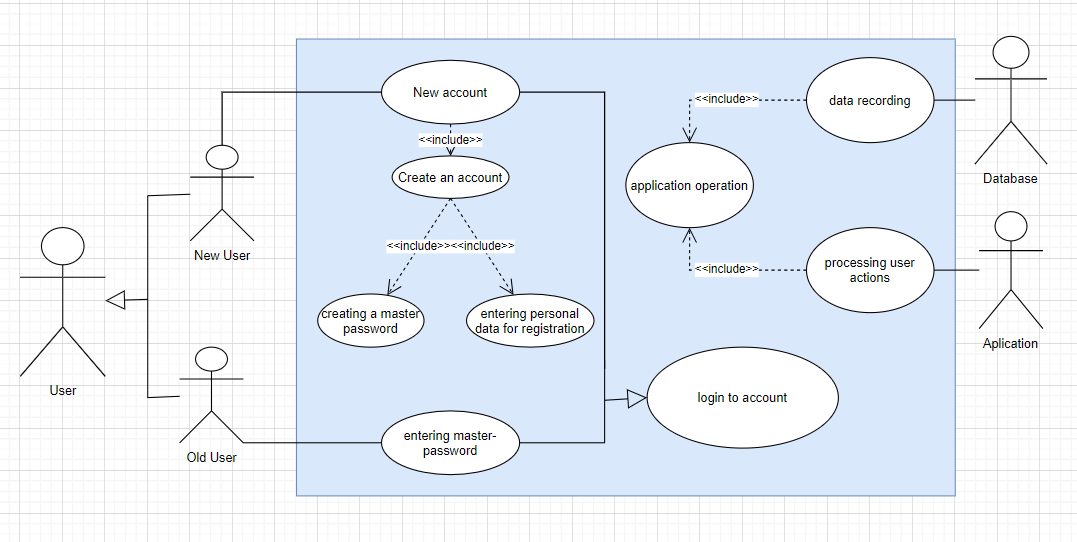 New account
<<include>>
Create an account
<<include>><<include>>
creating a master
password
entering personal
data for registration
entering master-
password
login to account
<<include>>
data recording
application operation
<<include>>
processing user
actions
New User
User
Old User
Database
Aplication